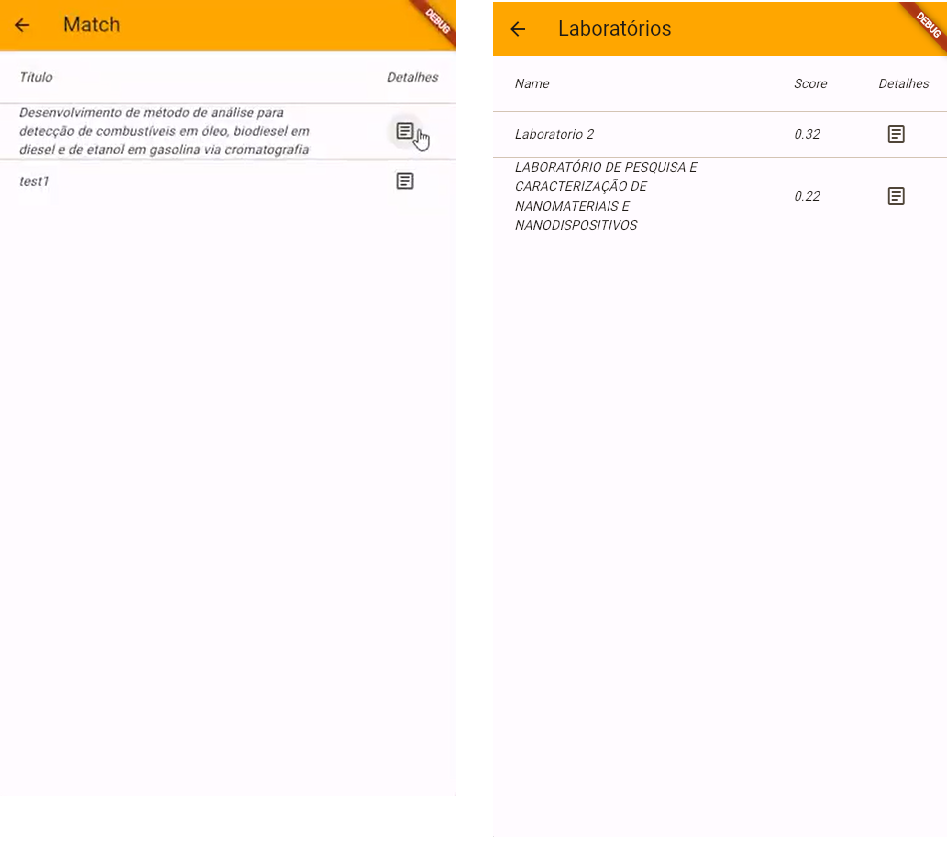 Match
DEBUG
Título Detalhes
Desenvolvimento de método de análise para
detecção de combustíveis em óleo, biodiesel em
diesel e de etanol em gasolina via cromatografia
test1
Laboratórios
DEBUG
Name Score Detalhes
Laboratorio 2 0.32
LABORATÓRIO DE PESQUISA E
CARACTERIZAÇÃO DE
NANOMATERIAIS E 0.22
NANODISPOSITIVOS